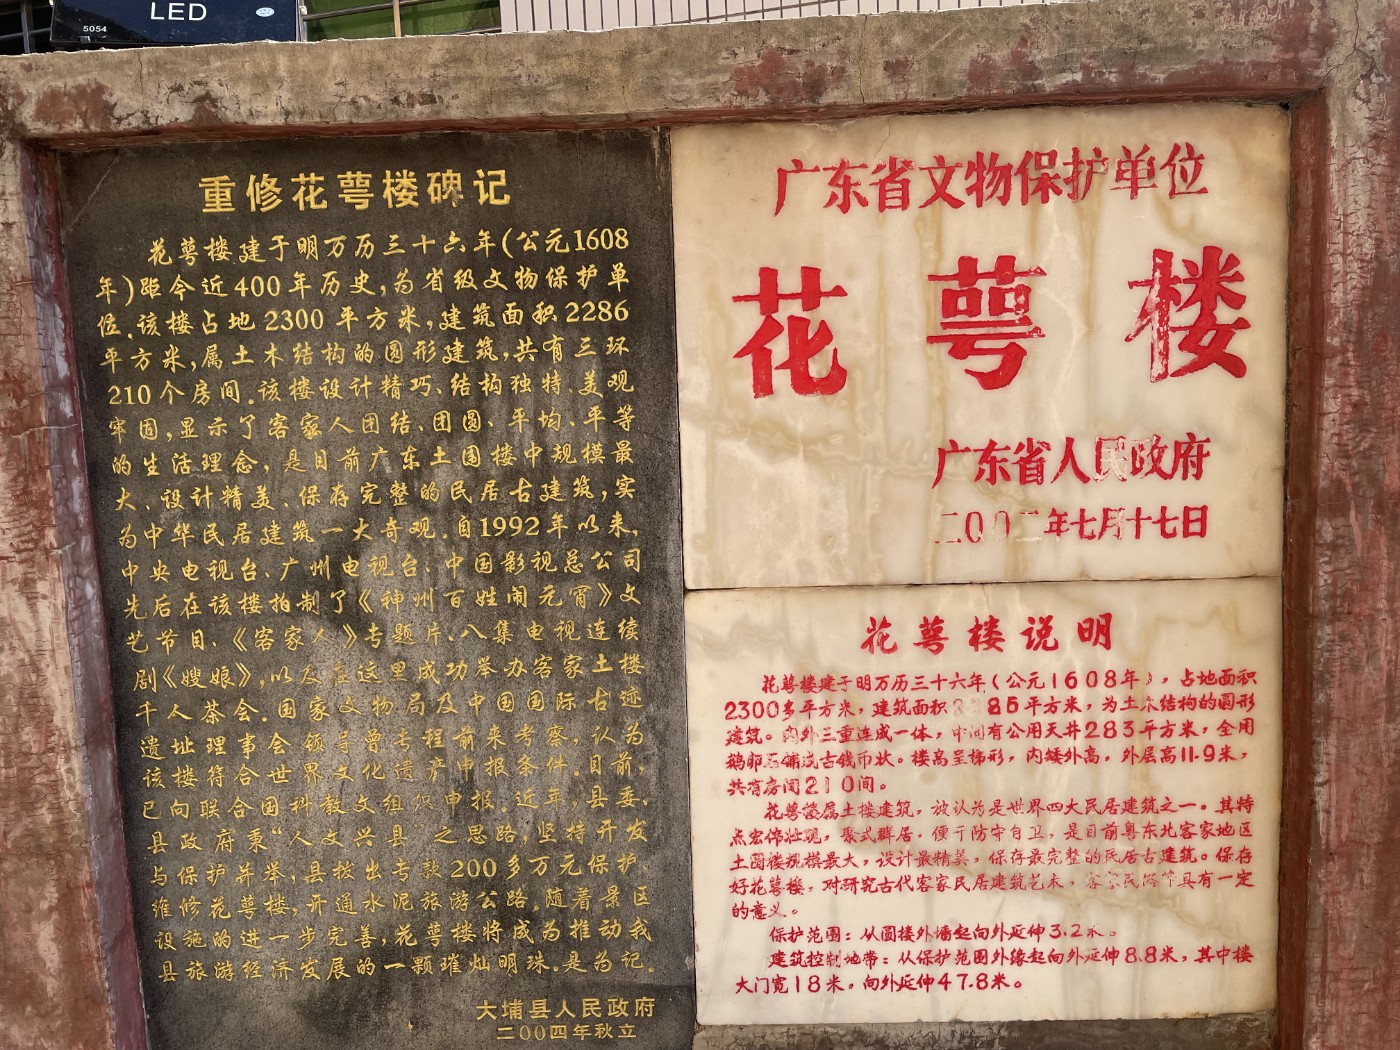 LED
5054
重修花萼楼碑记
花萼楼建于明万历三十六年(公元1608
年)距今近400年历史,为省级文物保护单
位.该楼占地2300平方米,建筑面积2286
平方米,属土木结构的圆形建筑,共有三环
210个房间.该楼设计精巧、结构独特、美观
牢固,显示了客家人团结、团圆、平均、平等
的生活理念,是目前广东土围楼中规模最
大、设计精美、保存完整的民居古建筑,实
为中华民居建筑一大奇观.自1992年以来,
中央电视台、广州电视台、中国影视总公司
先后在该楼拍制了《神州百姓闹元宵》文
艺节目、《客家人》专题片、八集电视连续
剧《嫂娘》,以及在这里成功举办客家土楼
千人茶会.国家文物局及中国国际古迹
遗址理事会领导曾专程前来考察,认为
该楼符合世界文化遗产申报条件.目前,
已向联合国科教文组织申报.近年,县委、
县政府秉“人文兴县”之思路,坚持开发
与保护并举,县拨出专款200多万元保护、
维修花萼楼,开通水泥旅游公路.随着景区
设施的进一步完善,花萼楼将成为推动我
县旅游经济发展的一颗璀灿明珠.是为记.
大埔县人民政府
二00四年秋立
广东省文物保护单位
花萼楼
广东省人民政府
二00二年七月十七日
花萼楼说明
花萼楼建于明万历三十六年(公元1608年),占地面积
2300多平方米,建筑面积 86平方米,为土木结构的圆形
建筑。内外三重连成一体,中间有公用天井283平方米,全用
鹅卵石铺成古钱币状。楼高呈梯形,内矮外高,外层高11.9米,
共有房间210间。
花萼楼属土楼建筑,被认为是世界四大民居建筑之一。其特
点宏伟壮观,聚式群居,便于防守自卫,是目前粤东北客家地区
土圆楼规模最大,设计最精美,保存最完整的民居古建筑。保存
好花萼楼,对研究古代客家民居建筑艺术,客家民俗等具有一定
的意义。
保护范围:从圆楼外墙起向外延伸3.2米。
建筑控制地带:从保护范围外缘起向外延伸8.8米,其中楼
大门宽18米,向外延伸47.8米。